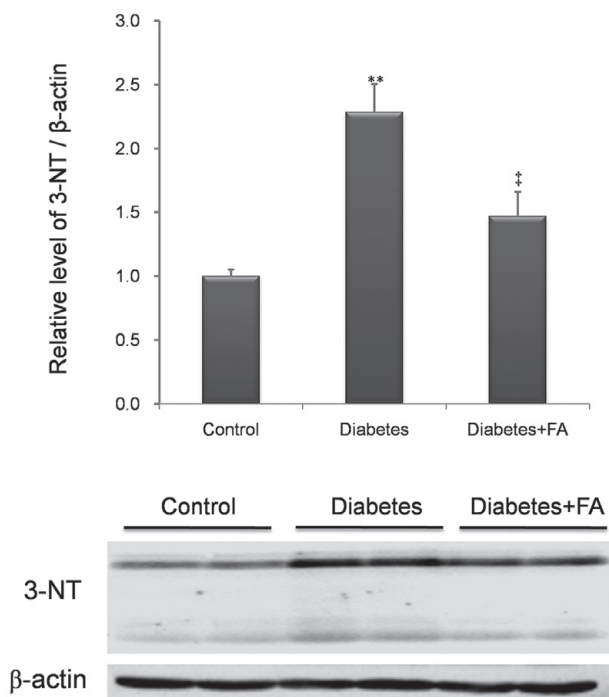 Relative level of 3-NT / β-actin
3.0
2.5
2.0
1.5
1.0
0.5
0.0
**
‡
Control Diabetes Diabetes+FA
Control Diabetes Diabetes+FA
3-NT
β-actin